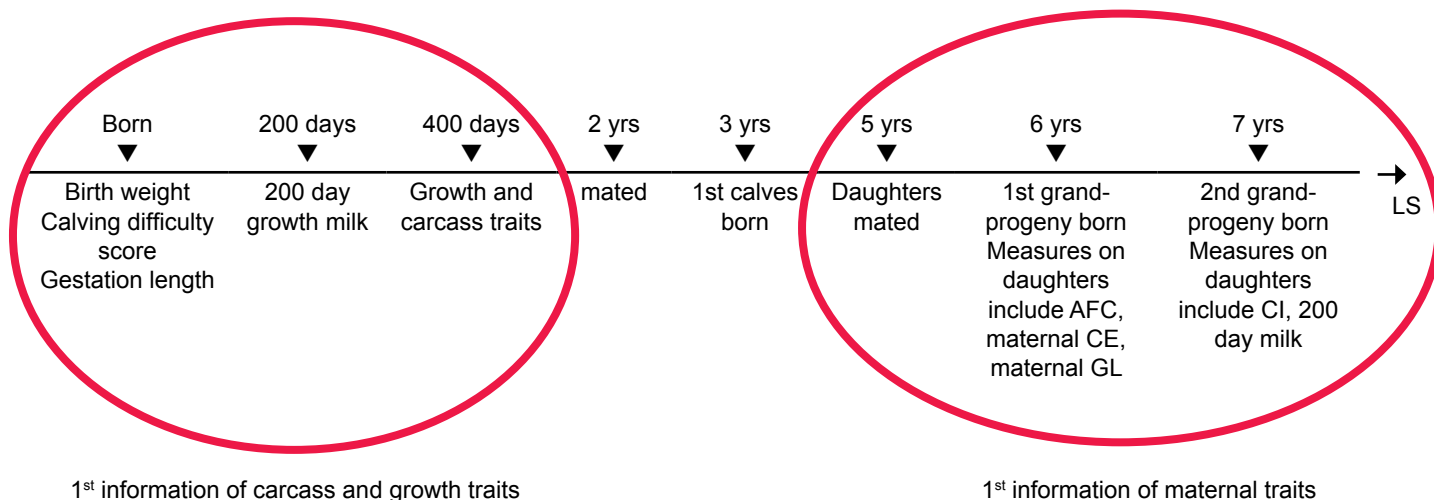 Born
200 days
400 days
2 yrs
3 yrs
5 yrs
6 yrs
7 yrs
Birth weight
Calving difficulty
score
Gestation length
200 day
growth milk
Growth and
carcass traits
mated
1st calves
born
Daughters
mated
1st grand-
progeny born
Measures on
daughters
include AFC,
maternal CE,
maternal GL
2nd grand-
progeny born
Measures on
daughters
include CI, 200
day milk
LS
1st information of carcass and growth traits
1st information of maternal traits